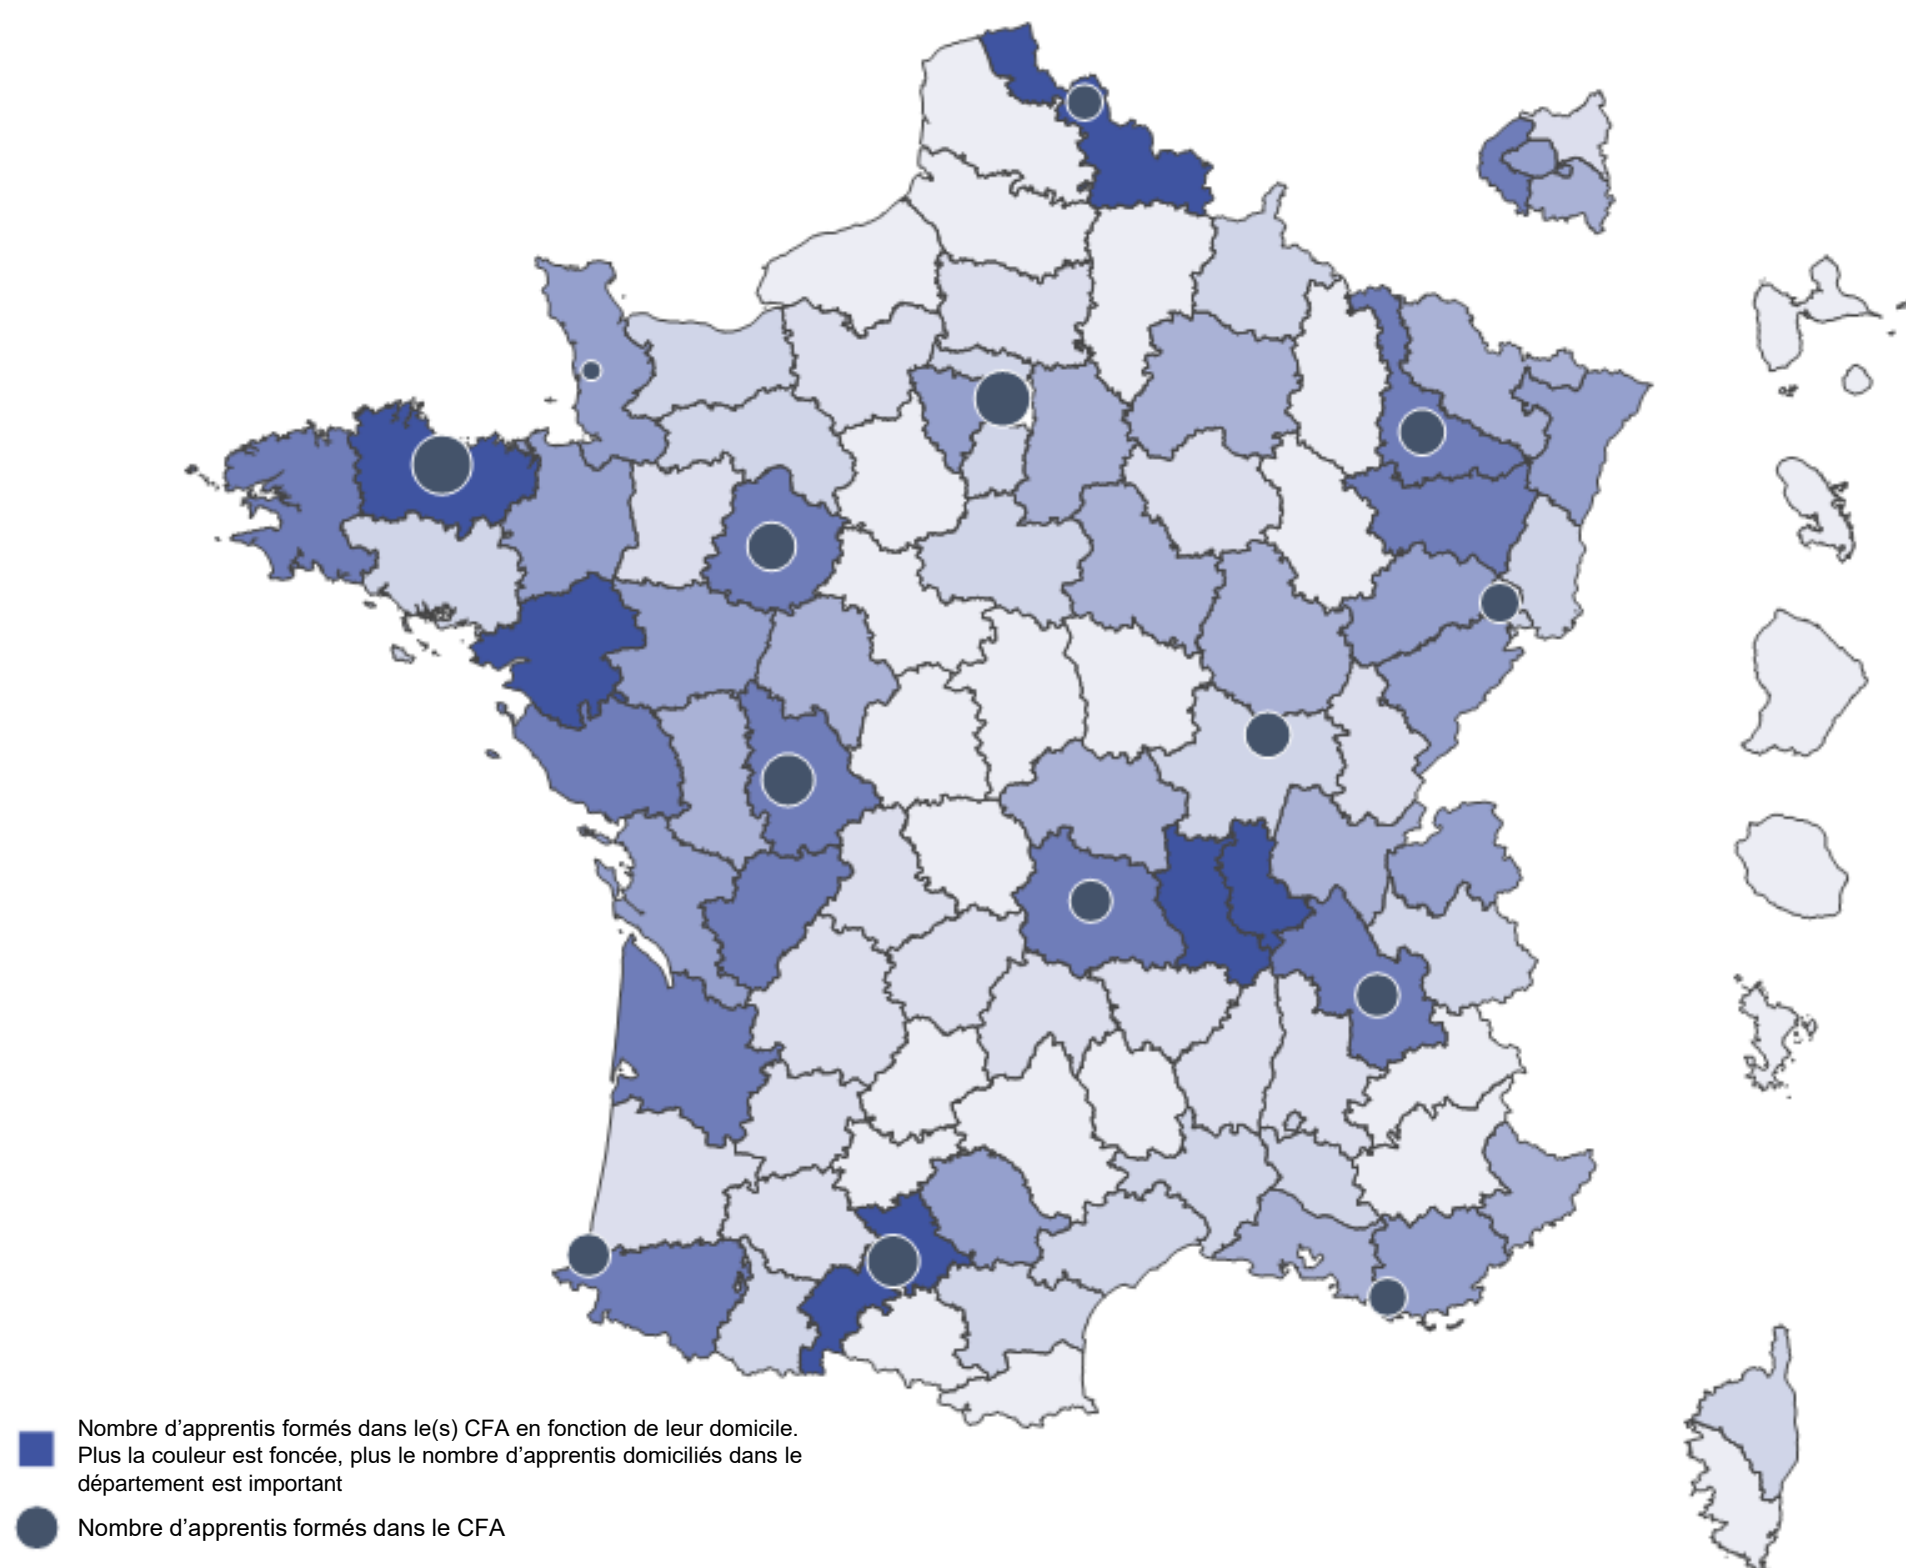 Nombre d’apprentis formés dans le(s) CFA en fonction de leur domicile.
Plus la couleur est foncée, plus le nombre d’apprentis domiciliés dans le
département est important
Nombre d’apprentis formés dans le CFA